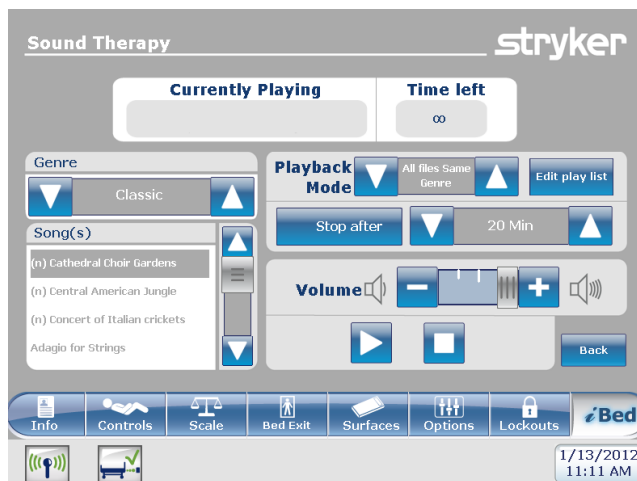 Sound Therapy
stryker
Currently Playing
Time left
∞
Genre
Classic
Song(s)
(n) Cathedral Choir Gardens
(n) Central American Jungle
(n) Concert of Italian crickets
Adagio for Strings
Playback
Mode
All files Same
Genre
Edit play list
Stop after
20 Min
Volume
Back
Info
Controls
Scale
Bed Exit
Surfaces
Options
Lockouts
iBed
1/13/2012
11:11 AM